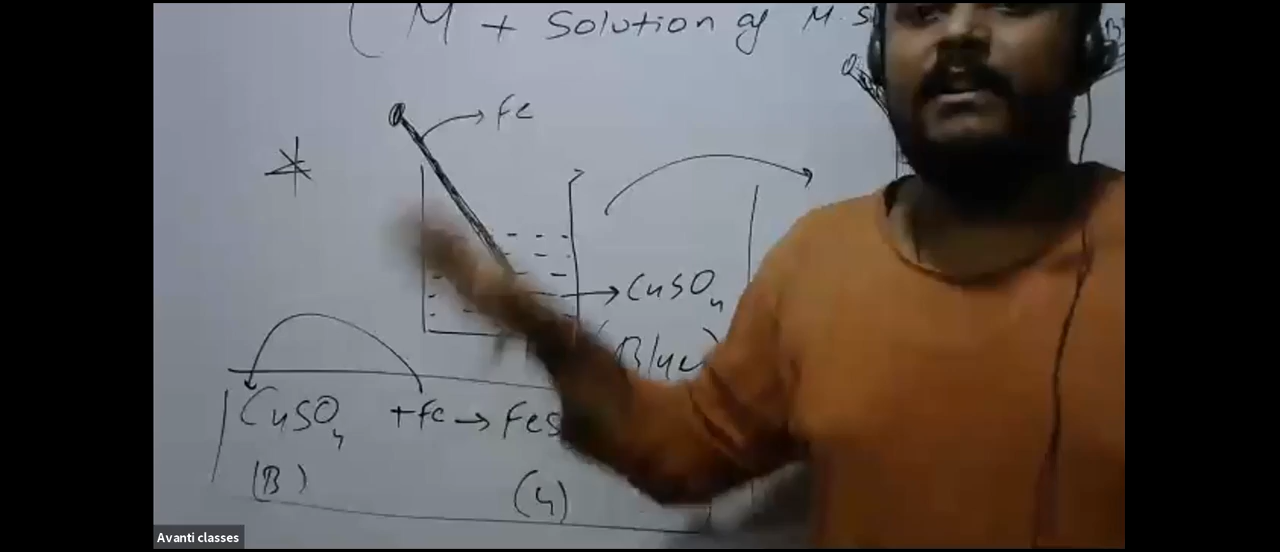 ( M + Solution of M. S
Fe
CuSO4
(Blue)
CuSO4 + Fe → FeS
(B)
(G)
Avanti classes